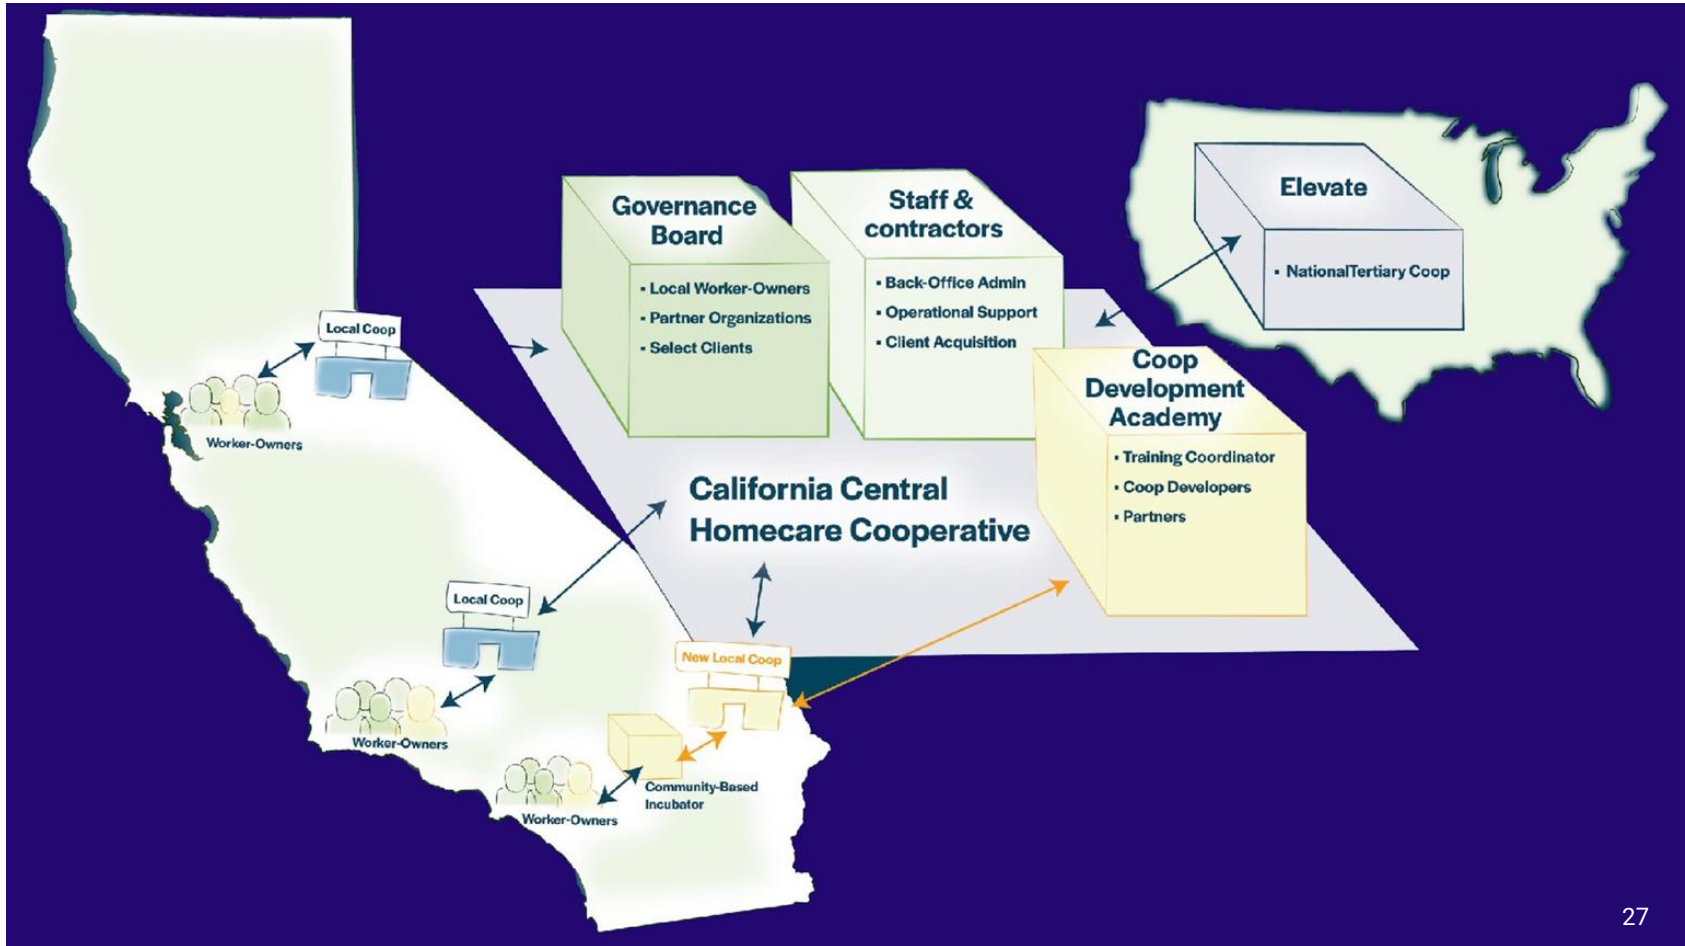 Governance
Board
▪ Local Worker-Owners
▪ Partner Organizations
▪ Select Clients
Staff &
contractors
▪ Back-Office Admin
▪ Operational Support
▪ Client Acquisition
Elevate
▪ NationalTertiary Coop
Coop
Development
Academy
▪ Training Coordinator
▪ Coop Developers
▪ Partners
California Central
Homecare Cooperative
Local Coop
Worker-Owners
Local Coop
Worker-Owners
New Local Coop
Community-Based
Incubator
Worker-Owners
27